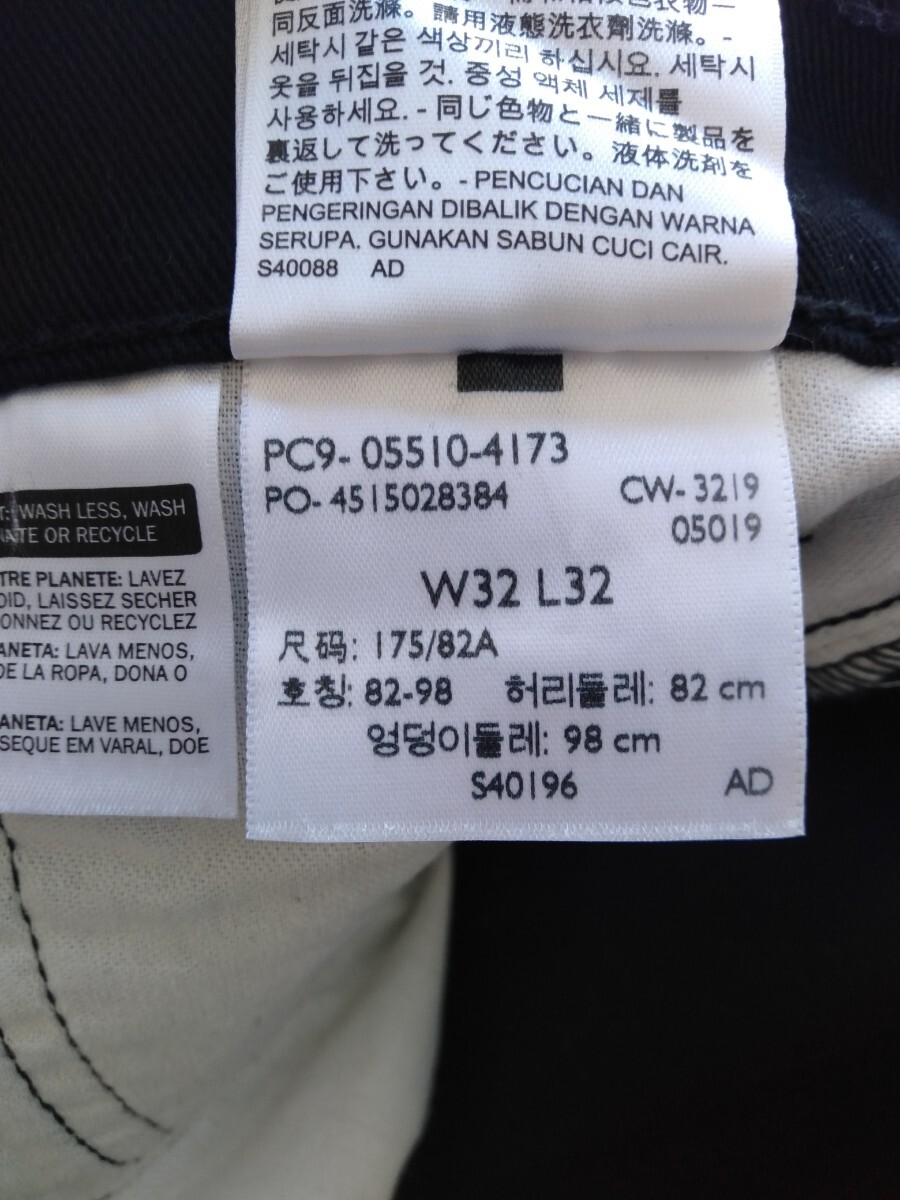 同反面洗滌。請用液態洗衣劑洗滌。-
세탁시 같은 색상끼리 하십시요. 세탁시
옷을 뒤집을 것. 중성 액체 세제를
사용하세요. - 同じ色物と一緒に製品を
裏返して洗ってください。液体洗剤を
ご使用下さい。- PENCUCIAN DAN
PENGERINGAN DIBALIK DENGAN WARNA
SERUPA. GUNAKAN SABUN CUCI CAIR.
S40088 AD
WASH LESS, WASH
OR RECYCLE
PLANETE: LAVEZ
LAISSEZ SECHER
OU RECYCLEZ
LAVA MENOS,
DE LA ROPA, DONA O
LAVE MENOS,
SEQUE EM VARAL, DOE
PC9- 05510-4173
PO- 4515028384 CW- 3219
05019
W32 L32
尺码: 175/82A
호칭: 82-98 허리둘레: 82 cm
엉덩이둘레: 98 cm
S40196 AD